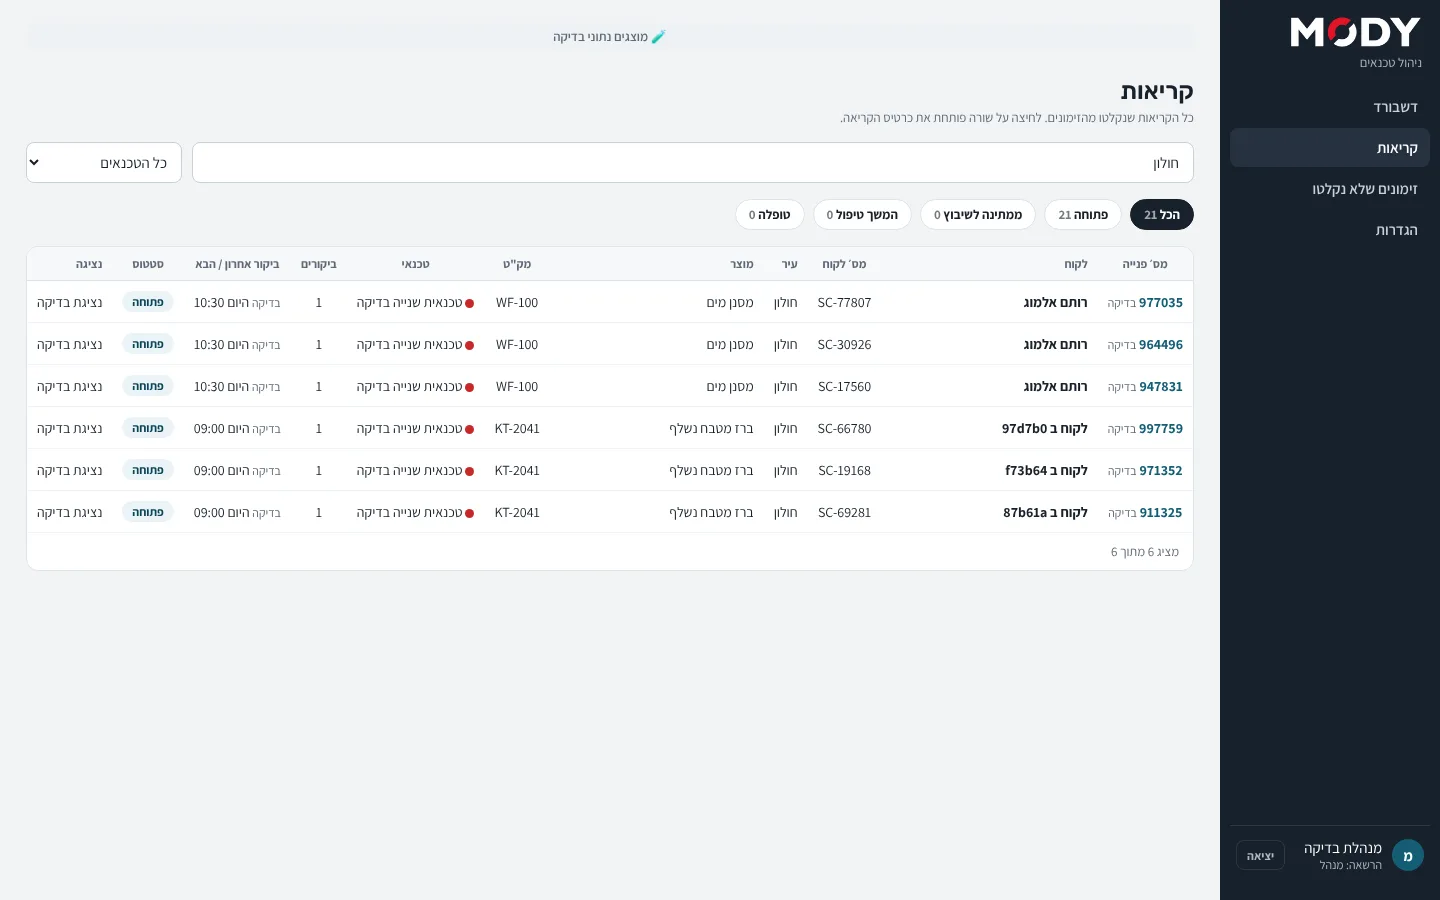 MODY
ניהול טכנאים
דשבורד
קריאות
זימונים שלא נקלטו
הגדרות
מ
מנהלת בדיקה
הרשאה: מנהל
יציאה
מוצגים נתוני בדיקה
קריאות
כל הקריאות שנקלטו מהזימונים. לחיצה על שורה פותחת את כרטיס הקריאה.
חולון
כל הטכנאים
הכל 21
פתוחה 21
ממתינה לשיבוץ 0
המשך טיפול 0
טופלה 0
מס׳ פנייה לקוח מס׳ לקוח עיר מוצר מק"ט טכנאי ביקורים ביקור אחרון / הבא סטטוס נציגה
977035 בדיקה רותם אלמוג SC-77807 חולון מסנן מים WF-100 טכנאית שנייה בדיקה 1 בדיקה היום 10:30 פתוחה נציגת בדיקה
964496 בדיקה רותם אלמוג SC-30926 חולון מסנן מים WF-100 טכנאית שנייה בדיקה 1 בדיקה היום 10:30 פתוחה נציגת בדיקה
947831 בדיקה רותם אלמוג SC-17560 חולון מסנן מים WF-100 טכנאית שנייה בדיקה 1 בדיקה היום 10:30 פתוחה נציגת בדיקה
997759 בדיקה לקוח ב 97d7b0 SC-66780 חולון ברז מטבח נשלף KT-2041 טכנאית שנייה בדיקה 1 בדיקה היום 09:00 פתוחה נציגת בדיקה
971352 בדיקה לקוח ב f73b64 SC-19168 חולון ברז מטבח נשלף KT-2041 טכנאית שנייה בדיקה 1 בדיקה היום 09:00 פתוחה נציגת בדיקה
911325 בדיקה לקוח ב 87b61a SC-69281 חולון ברז מטבח נשלף KT-2041 טכנאית שנייה בדיקה 1 בדיקה היום 09:00 פתוחה נציגת בדיקה
מציג 6 מתוך 6